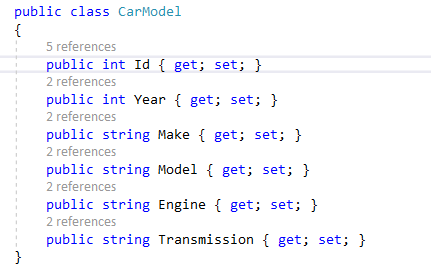 public class CarModel
{
5 references
public int Id { get; set; }
2 references
public int Year { get; set; }
2 references
public string Make { get; set; }
2 references
public string Model { get; set; }
2 references
public string Engine { get; set; }
2 references
public string Transmission { get; set; }
}